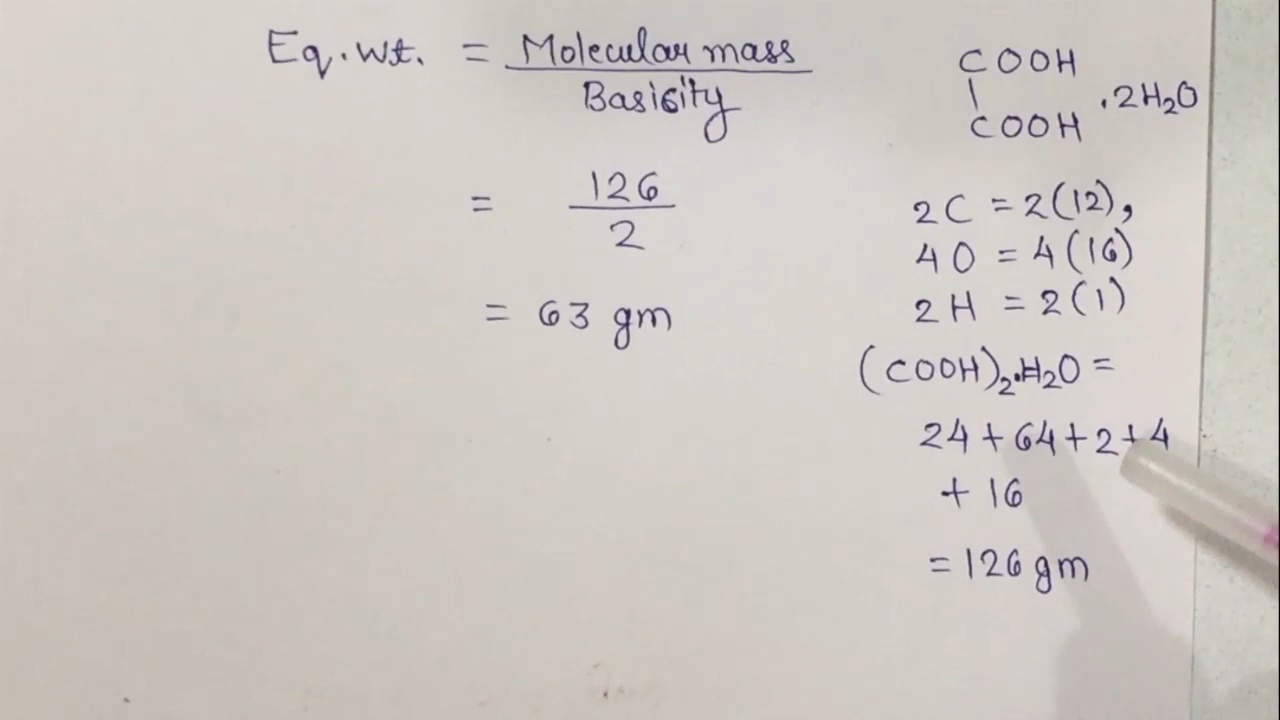 Eq.wt. = Molecular mass
Basicity
= 126
2
= 63 gm
COOH
|
COOH .2H₂O
2C = 2(12),
4O = 4(16)
2H = 2(1)
(COOH)₂.H₂O =
24+64+2+4
+ 16
= 126 gm